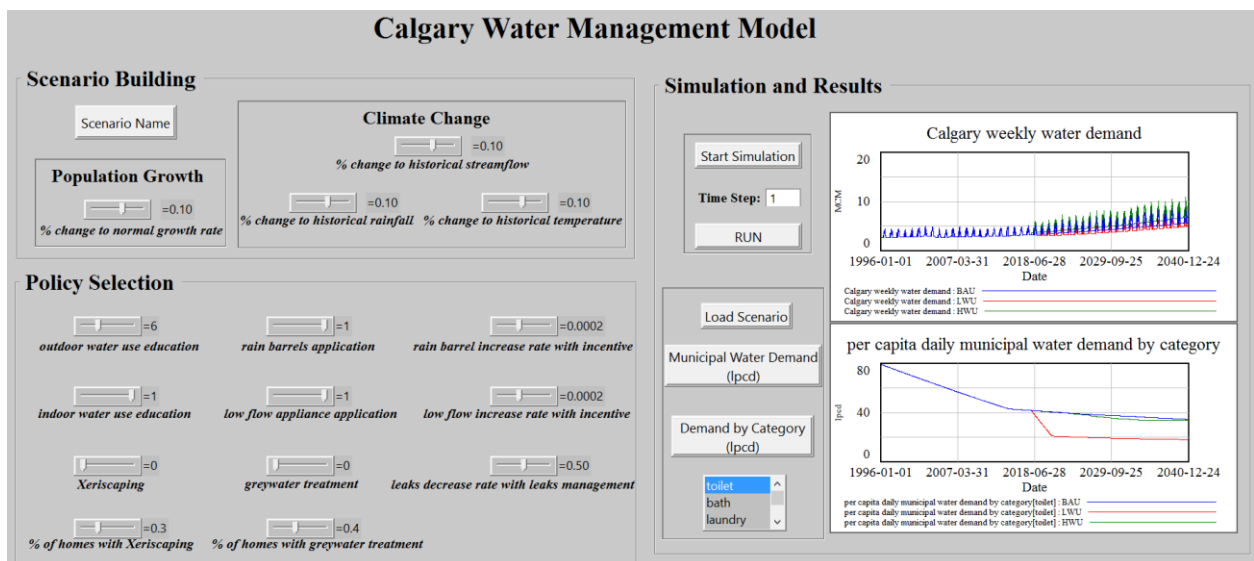 Calgary Water Management Model
Scenario Building
Scenario Name
Population Growth
=0.10
% change to normal growth rate
Climate Change
=0.10
% change to historical streamflow
=0.10
% change to historical rainfall
=0.10
% change to historical temperature
Policy Selection
=6
outdoor water use education
=1
rain barrels application
=0.0002
rain barrel increase rate with incentive
=1
indoor water use education
=1
low flow appliance application
=0.0002
low flow increase rate with incentive
=0
Xeriscaping
=0
greywater treatment
=0.50
leaks decrease rate with leaks management
=0.3
% of homes with Xeriscaping
=0.4
% of homes with greywater treatment
Simulation and Results
Start Simulation
Time Step: 1
RUN
Load Scenario
Municipal Water Demand
(lpcd)
Demand by Category
(lpcd)
toilet
bath
laundry
Calgary weekly water demand
20
10
0
MCM
1996-01-01 2007-03-31 2018-06-28 2029-09-25 2040-12-24
Date
Calgary weekly water demand : BAU
Calgary weekly water demand : LWU
Calgary weekly water demand : HWU
per capita daily municipal water demand by category
80
40
0
lpcd
1996-01-01 2007-03-31 2018-06-28 2029-09-25 2040-12-24
Date
per capita daily municipal water demand by category[toilet] : BAU
per capita daily municipal water demand by category[toilet] : LWU
per capita daily municipal water demand by category[toilet] : HWU